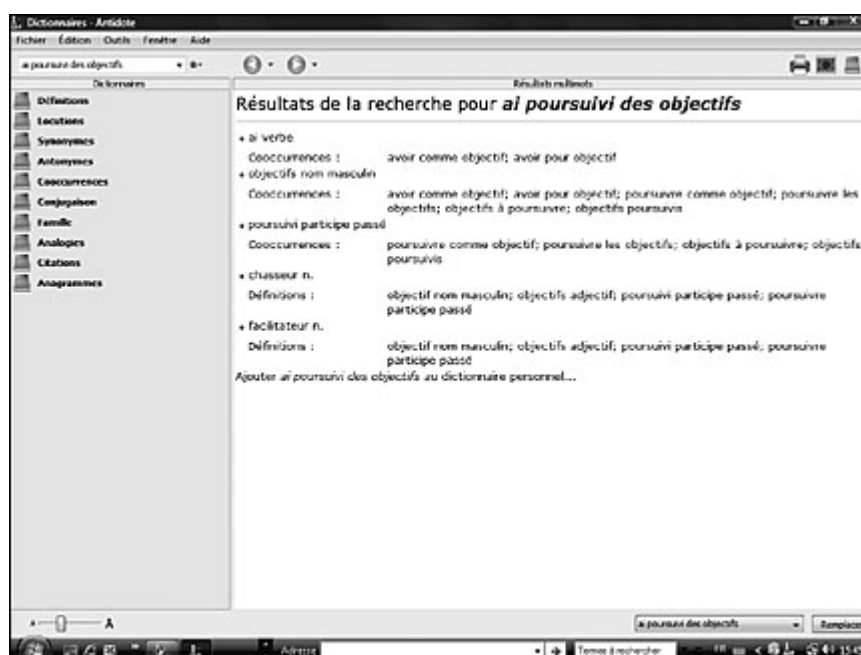 Dictionnaires - Antidote
Fichier Édition Outils Fenêtre Aide
ai poursuivi des objectifs
Dictionnaires
Résultats multimots
Définitions
Locutions
Synonymes
Antonymes
Cooccurrences
Conjugaison
Famille
Analogies
Citations
Anagrammes
Résultats de la recherche pour ai poursuivi des objectifs
ai verbe
Cooccurrences : avoir comme objectif; avoir pour objectif
objectifs nom masculin
Cooccurrences : avoir comme objectif; avoir pour objectif; poursuivre comme objectif; poursuivre les
objectifs; objectifs à poursuivre; objectifs poursuivis
poursuivi participe passé
Cooccurrences : poursuivre comme objectif; poursuivre les objectifs; objectifs à poursuivre; objectifs
poursuivis
chasseur n.
Définitions : objectif nom masculin; objectifs adjectif; poursuivi participe passé; poursuivre
participe passé
facilitateur n.
Définitions : objectif nom masculin; objectifs adjectif; poursuivi participe passé; poursuivre
participe passé
Ajouter ai poursuivi des objectifs au dictionnaire personnel...
A A
ai poursuivi des objectifs
Remplacer
Adresse
Termes à rechercher
FR